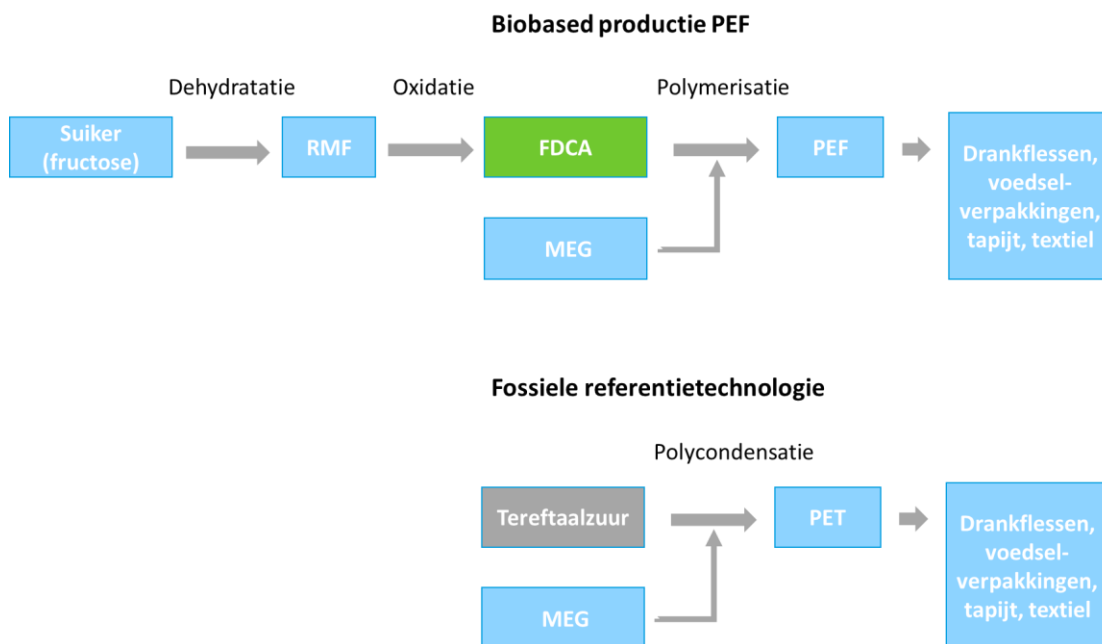 Biobased productie PEF
Dehydratatie
Oxidatie
Polymerisatie
Suiker
(fructose)
RMF
FDCA
PEF
Drankflessen,
voedsel-
verpakkingen,
tapijt, textiel
MEG
Fossiele referentietechnologie
Polycondensatie
Tereftaalzuur
PET
Drankflessen,
voedsel-
verpakkingen,
tapijt, textiel
MEG